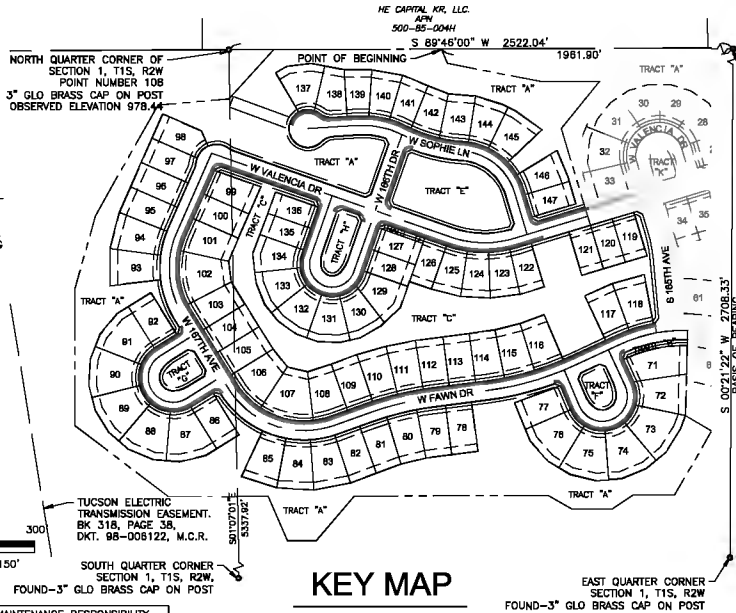 HE CAPITAL KR, LLC.
APN
500-85-004H
S 89°46'00" W 2522.04'
1961.90'
NORTH QUARTER CORNER OF
SECTION 1, T1S, R2W
POINT NUMBER 108
3" GLO BRASS CAP ON POST
OBSERVED ELEVATION 978.44
POINT OF BEGINNING
TRACT "A"
137
138
139
140
141
142
143
144
145
TRACT "A"
30
29
28
31
32
33
W VALENCIA DR
TRACT "K"
34
35
98
97
96
95
94
93
W SOPHIE LN
TRACT "A"
W VALENCIA DR
W 166TH DR
TRACT "E"
146
147
99
100
101
102
103
104
105
106
107
TRACT "C"
136
135
134
133
132
131
130
129
128
127
TRACT "H"
126
125
124
123
122
121
120
119
S 165TH AVE
61
118
117
TRACT "A"
W 167TH AVE
TRACT "C"
92
91
90
89
88
87
86
TRACT "G"
108
109
110
111
112
113
114
115
116
W FAWN DR
85
84
83
82
81
80
79
78
77
76
75
74
73
72
71
TRACT "F"
S 00°21'22" W 2708.33'
BASIS OF BEARING
TRACT "A"
TRACT "A"
S01°07'01"E
5337.92'
TUCSON ELECTRIC
TRANSMISSION EASEMENT.
BK 318, PAGE 38,
DKT. 98-006122, M.C.R.
300
150'
SOUTH QUARTER CORNER
SECTION 1, T1S, R2W,
FOUND-3" GLO BRASS CAP ON POST
KEY MAP
EAST QUARTER CORNER
SECTION 1, T1S, R2W
FOUND-3" GLO BRASS CAP ON POST
MAINTENANCE RESPONSIBILITY